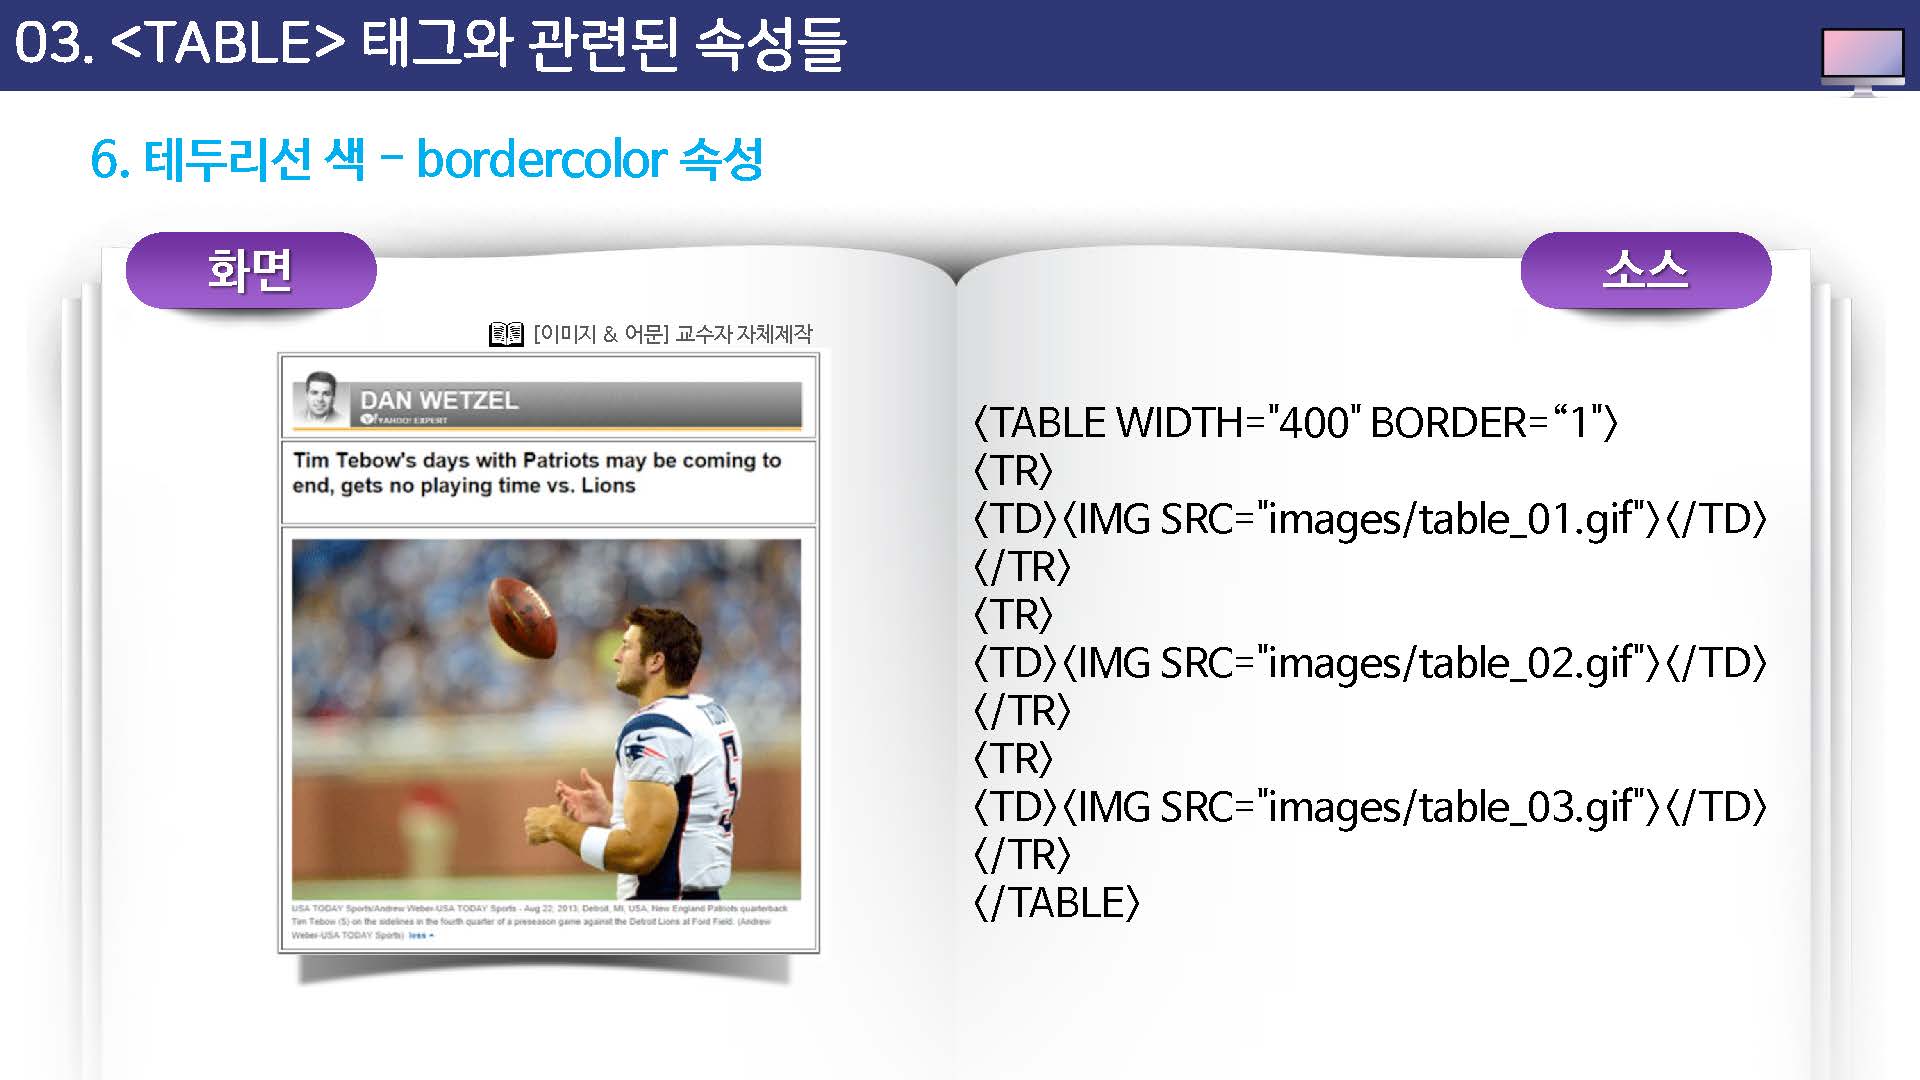 03. <TABLE> 태그와 관련된 속성들
6. 테두리선 색 - bordercolor 속성
화면
소스
[이미지 & 어문] 교수자 자체제작
DAN WETZEL
Y! YAHOO! EXPERT
Tim Tebow's days with Patriots may be coming to
end, gets no playing time vs. Lions
USA TODAY Sports/Andrew Weber-USA TODAY Sports - Aug 22, 2013; Detroit, MI, USA; New England Patriots quarterback
Tim Tebow (5) on the sidelines in the fourth quarter of a preseason game against the Detroit Lions at Ford Field. (Andrew
Weber-USA TODAY Sports) less
<TABLE WIDTH="400" BORDER=“1">
<TR>
<TD><IMG SRC="images/table_01.gif"></TD>
</TR>
<TR>
<TD><IMG SRC="images/table_02.gif"></TD>
</TR>
<TR>
<TD><IMG SRC="images/table_03.gif"></TD>
</TR>
</TABLE>